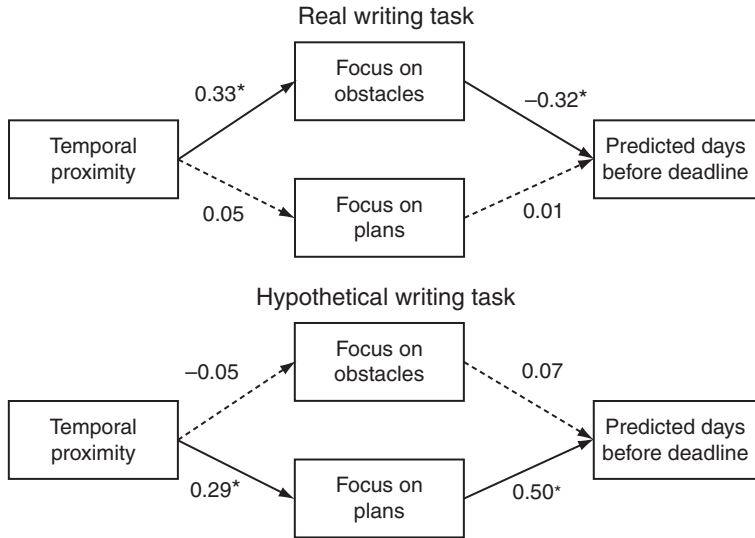 Real writing task
Focus on
obstacles
0.33*
–0.32*
Temporal
proximity
Predicted days
before deadline
0.05
0.01
Focus on
plans
Hypothetical writing task
Focus on
obstacles
–0.05
0.07
Temporal
proximity
Predicted days
before deadline
0.29*
0.50*
Focus on
plans